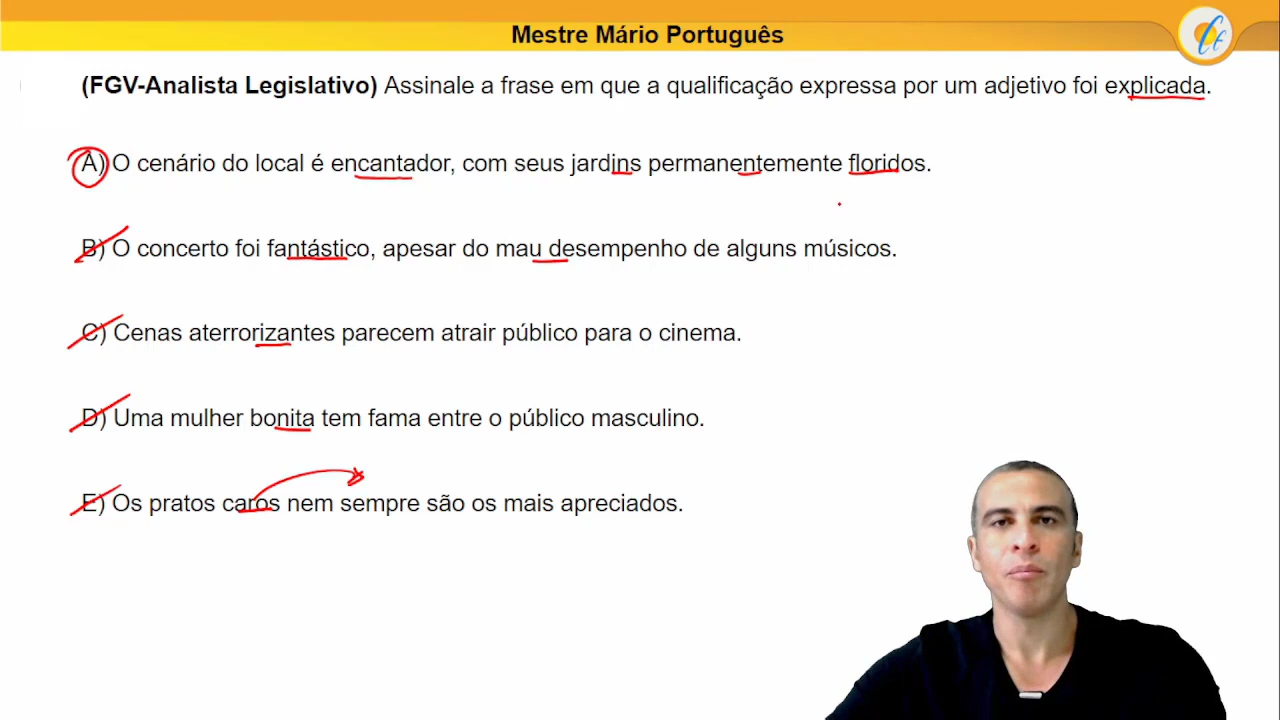 Mestre Mário Português
(FGV-Analista Legislativo) Assinale a frase em que a qualificação expressa por um adjetivo foi explicada.
A) O cenário do local é encantador, com seus jardins permanentemente floridos.
B) O concerto foi fantástico, apesar do mau desempenho de alguns músicos.
C) Cenas aterrorizantes parecem atrair público para o cinema.
D) Uma mulher bonita tem fama entre o público masculino.
E) Os pratos caros nem sempre são os mais apreciados.